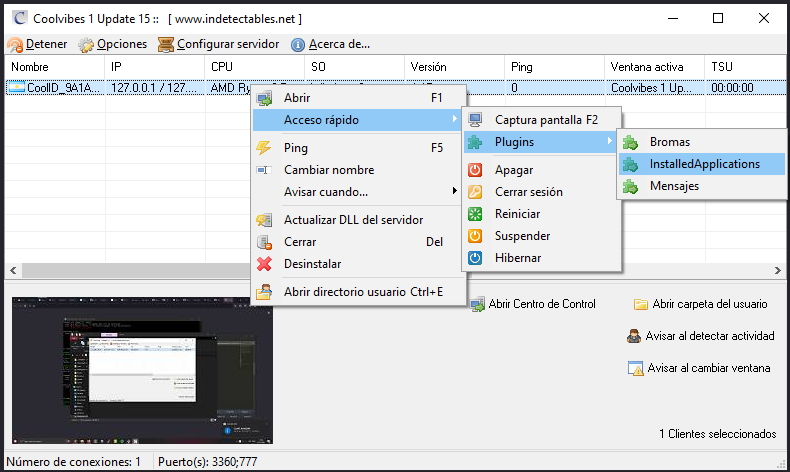 Coolvibes 1 Update 15 :: [ www.indetectables.net ]
Detener Opciones Configurar servidor Acerca de...
Nombre IP CPU SO Versión Ping Ventana activa TSU
CoolID_9A1A... 127.0.0.1 / 127.... AMD 0 Coolvibes 1 Up... 00:00:00
Abrir F1
Acceso rápido
Ping F5
Cambiar nombre
Avisar cuando...
Actualizar DLL del servidor
Cerrar Del
Desinstalar
Abrir directorio usuario Ctrl+E
Captura pantalla F2
Plugins
Apagar
Cerrar sesión
Reiniciar
Suspender
Hibernar
Bromas
InstalledApplications
Mensajes
Abrir Centro de Control
Abrir carpeta del usuario
Avisar al detectar actividad
Avisar al cambiar ventana
1 Clientes seleccionados
Número de conexiones: 1 Puerto(s): 3360;777